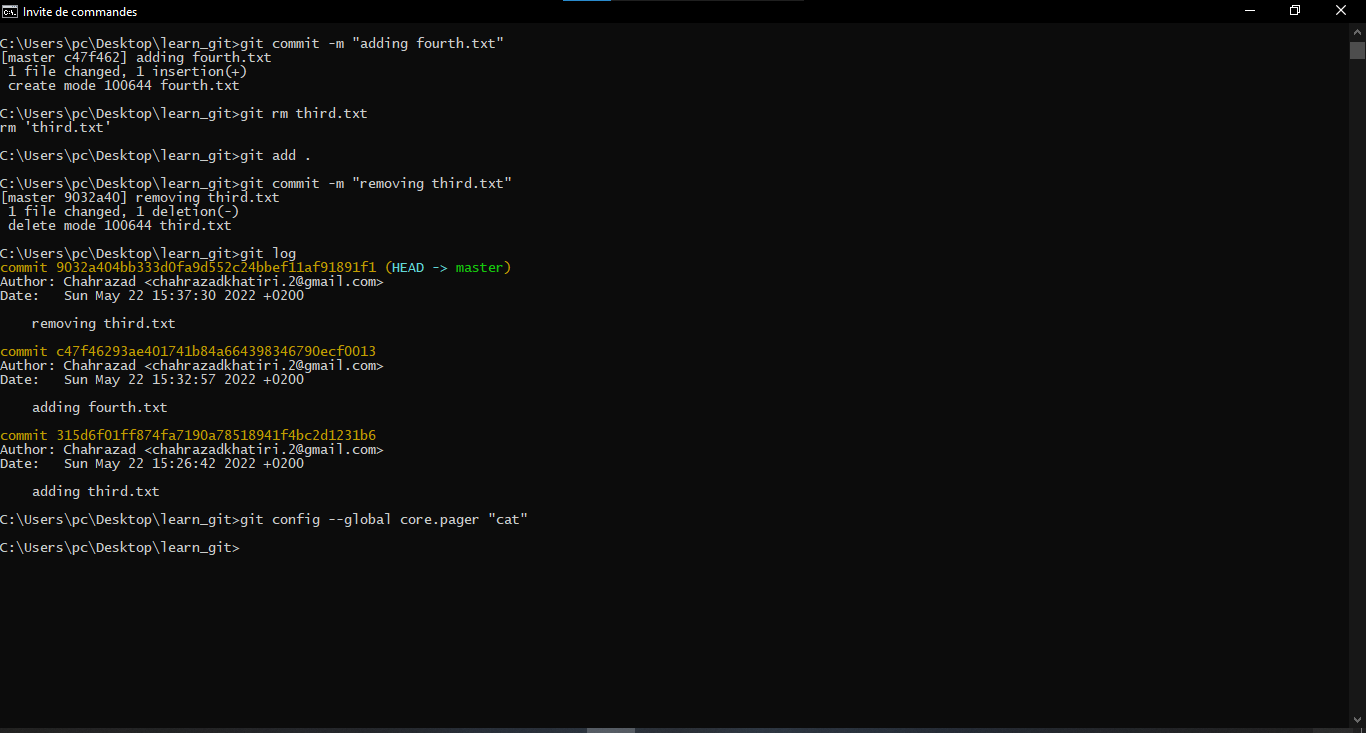 Invite de commandes
C:\Users\pc\Desktop\learn_git>git commit -m "adding fourth.txt"
[master c47f462] adding fourth.txt
 1 file changed, 1 insertion(+)
 create mode 100644 fourth.txt
C:\Users\pc\Desktop\learn_git>git rm third.txt
rm 'third.txt'
C:\Users\pc\Desktop\learn_git>git add .
C:\Users\pc\Desktop\learn_git>git commit -m "removing third.txt"
[master 9032a40] removing third.txt
 1 file changed, 1 deletion(-)
 delete mode 100644 third.txt
C:\Users\pc\Desktop\learn_git>git log
commit 9032a404bb333d0fa9d552c24bbef11af91891f1 (HEAD -> master)
Author: Chahrazad <chahrazadkhatiri.2@gmail.com>
Date:   Sun May 22 15:37:30 2022 +0200
    removing third.txt
commit c47f46293ae401741b84a664398346790ecf0013
Author: Chahrazad <chahrazadkhatiri.2@gmail.com>
Date:   Sun May 22 15:32:57 2022 +0200
    adding fourth.txt
commit 315d6f01ff874fa7190a78518941f4bc2d1231b6
Author: Chahrazad <chahrazadkhatiri.2@gmail.com>
Date:   Sun May 22 15:26:42 2022 +0200
    adding third.txt
C:\Users\pc\Desktop\learn_git>git config --global core.pager "cat"
C:\Users\pc\Desktop\learn_git>